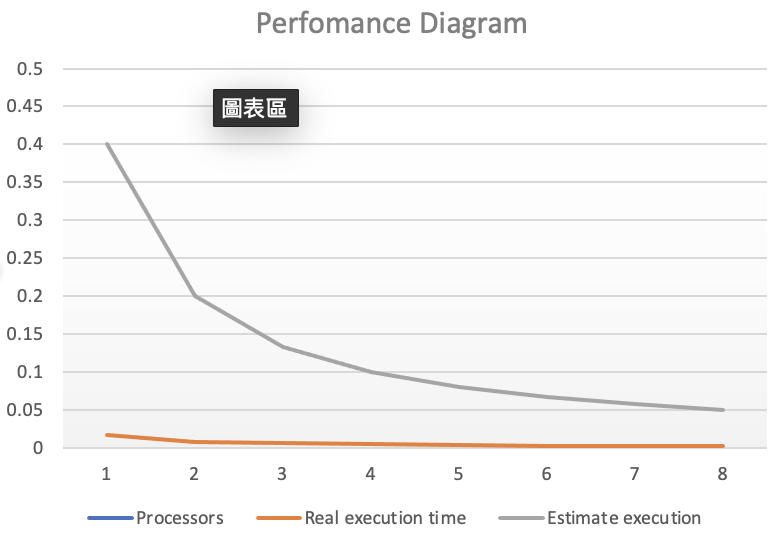 Perfomance Diagram
0.5
0.45
圖表區
0.4
0.35
0.3
0.25
0.2
0.15
0.1
0.05
0
1 2 3 4 5 6 7 8
Processors Real execution time Estimate execution